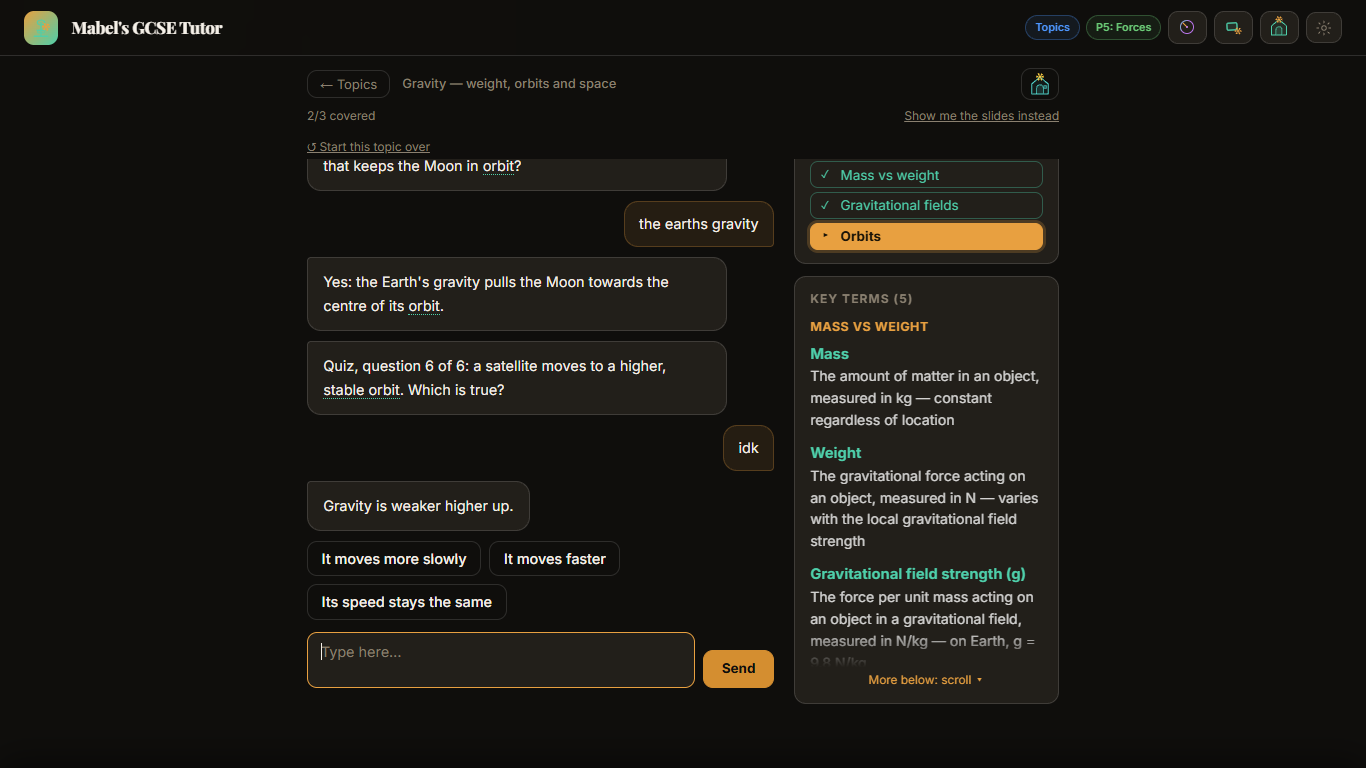 Mabel's GCSE Tutor
Topics
P5: Forces
← Topics
Gravity — weight, orbits and space
2/3 covered
Show me the slides instead
↺ Start this topic over
that keeps the Moon in orbit?
the earths gravity
Yes: the Earth's gravity pulls the Moon towards the
centre of its orbit.
Quiz, question 6 of 6: a satellite moves to a higher,
stable orbit. Which is true?
idk
Gravity is weaker higher up.
It moves more slowly
It moves faster
Its speed stays the same
Type here...
Send
✓ Mass vs weight
✓ Gravitational fields
Orbits
KEY TERMS (5)
MASS VS WEIGHT
Mass
The amount of matter in an object,
measured in kg — constant
regardless of location
Weight
The gravitational force acting on
an object, measured in N — varies
with the local gravitational field
strength
Gravitational field strength (g)
The force per unit mass acting on
an object in a gravitational field,
measured in N/kg — on Earth, g =
9.8 N/kg
More below: scroll